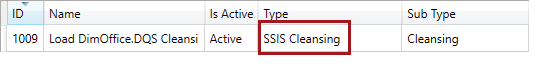 ID Name Is Active Type Sub Type
1009 Load DimOffice.DQS Cleansi Active SSIS Cleansing Cleansing